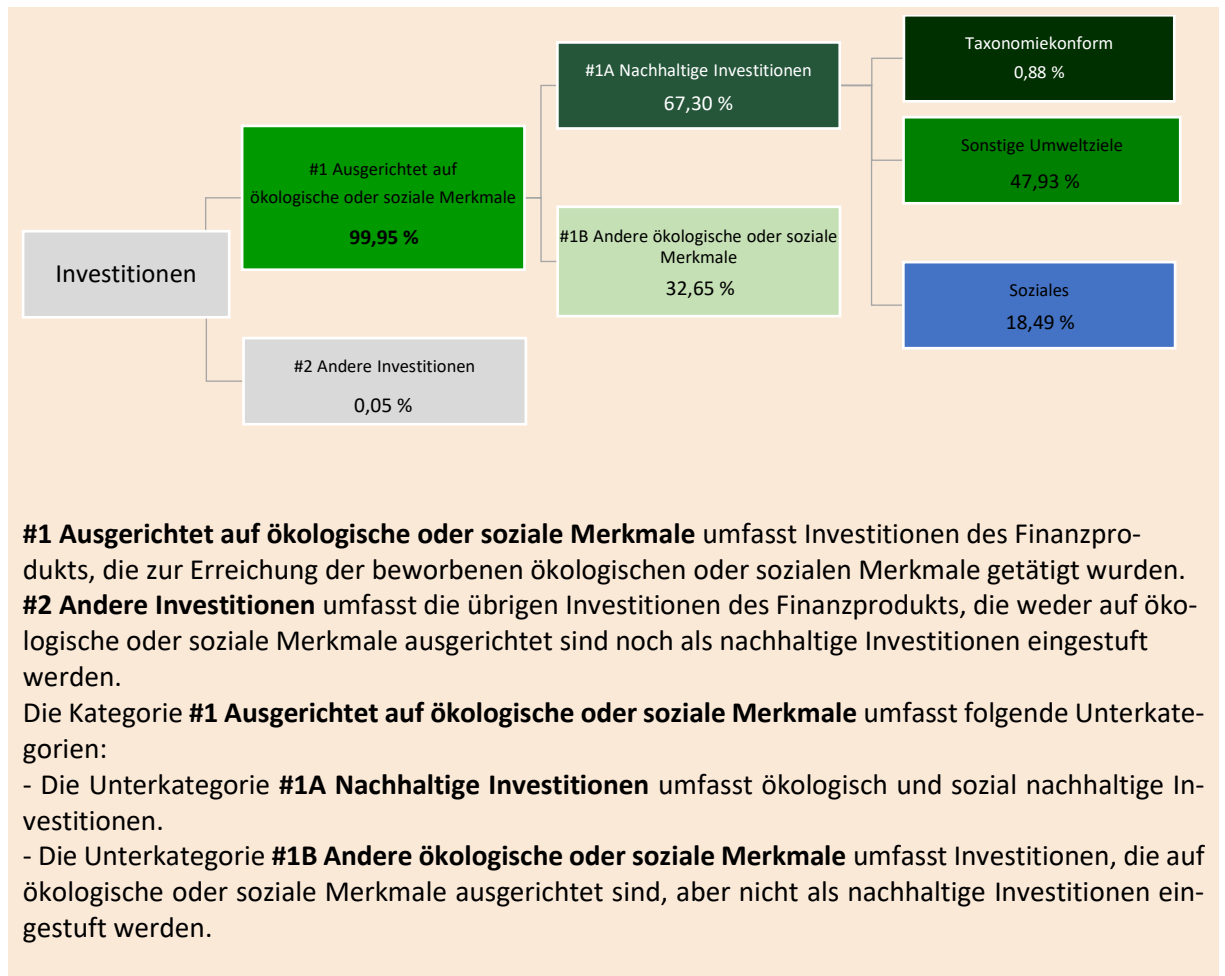 Taxonomiekonform
0,88 %
#1A Nachhaltige Investitionen
67,30 %
Sonstige Umweltziele
47,93 %
#1 Ausgerichtet auf
ökologische oder soziale Merkmale
99,95 %
#1B Andere ökologische oder soziale
Merkmale
32,65 %
Investitionen
Soziales
18,49 %
#2 Andere Investitionen
0,05 %
#1 Ausgerichtet auf ökologische oder soziale Merkmale umfasst Investitionen des Finanzpro-
dukts, die zur Erreichung der beworbenen ökologischen oder sozialen Merkmale getätigt wurden.
#2 Andere Investitionen umfasst die übrigen Investitionen des Finanzprodukts, die weder auf öko-
logische oder soziale Merkmale ausgerichtet sind noch als nachhaltige Investitionen eingestuft
werden.
Die Kategorie #1 Ausgerichtet auf ökologische oder soziale Merkmale umfasst folgende Unterkate-
gorien:
- Die Unterkategorie #1A Nachhaltige Investitionen umfasst ökologisch und sozial nachhaltige In-
vestitionen.
- Die Unterkategorie #1B Andere ökologische oder soziale Merkmale umfasst Investitionen, die auf
ökologische oder soziale Merkmale ausgerichtet sind, aber nicht als nachhaltige Investitionen ein-
gestuft werden.